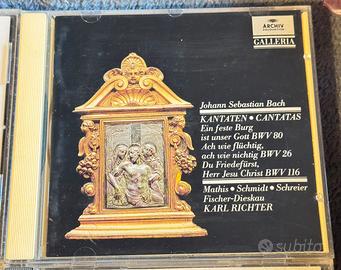 ARCHIV
PRODUKTION
GALLERIA
Johann Sebastian Bach
KANTATEN • CANTATAS
Ein feste Burg
ist unser Gott BWV 80
Ach wie flüchtig,
ach wie nichtig BWV 26
Du Friedefürst,
Herr Jesu Christ BWV 116
Mathis • Schmidt • Schreier
Fischer-Dieskau
KARL RICHTER
subito